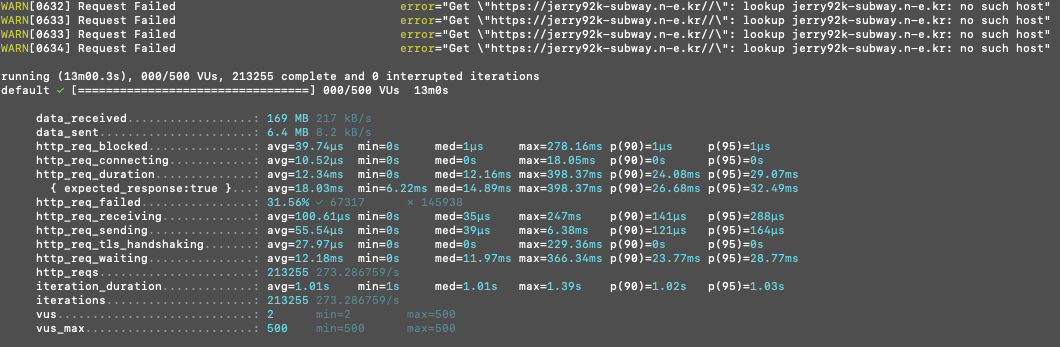 WARN[0632] Request Failed error="Get \"https://jerry92k-subway.n-e.kr//\": lookup jerry92k-subway.n-e.kr: no such host"
WARN[0633] Request Failed error="Get \"https://jerry92k-subway.n-e.kr//\": lookup jerry92k-subway.n-e.kr: no such host"
WARN[0633] Request Failed error="Get \"https://jerry92k-subway.n-e.kr//\": lookup jerry92k-subway.n-e.kr: no such host"
WARN[0634] Request Failed error="Get \"https://jerry92k-subway.n-e.kr//\": lookup jerry92k-subway.n-e.kr: no such host"
running (13m00.3s), 000/500 VUs, 213255 complete and 0 interrupted iterations
default ✓ [=================================] 000/500 VUs 13m0s
data_received...................: 169 MB 217 kB/s
data_sent.......................: 6.4 MB 8.2 kB/s
http_req_blocked................: avg=39.74µs min=0s med=1µs max=278.16ms p(90)=1µs p(95)=1µs
http_req_connecting.............: avg=10.52µs min=0s med=0s max=18.05ms p(90)=0s p(95)=0s
http_req_duration...............: avg=12.34ms min=0s med=12.16ms max=398.37ms p(90)=24.08ms p(95)=29.07ms
{ expected_response:true }...: avg=18.03ms min=6.22ms med=14.89ms max=398.37ms p(90)=26.68ms p(95)=32.49ms
http_req_failed.................: 31.56% ✓ 67317 ✗ 145938
http_req_receiving..............: avg=100.61µs min=0s med=35µs max=247ms p(90)=141µs p(95)=288µs
http_req_sending................: avg=55.54µs min=0s med=39µs max=6.38ms p(90)=121µs p(95)=164µs
http_req_tls_handshaking........: avg=27.97µs min=0s med=0s max=229.36ms p(90)=0s p(95)=0s
http_req_waiting................: avg=12.18ms min=0s med=11.97ms max=366.34ms p(90)=23.77ms p(95)=28.77ms
http_reqs.......................: 213255 273.286759/s
iteration_duration..............: avg=1.01s min=1s med=1.01s max=1.39s p(90)=1.02s p(95)=1.03s
iterations......................: 213255 273.286759/s
vus.............................: 2 min=2 max=500
vus_max.........................: 500 min=500 max=500